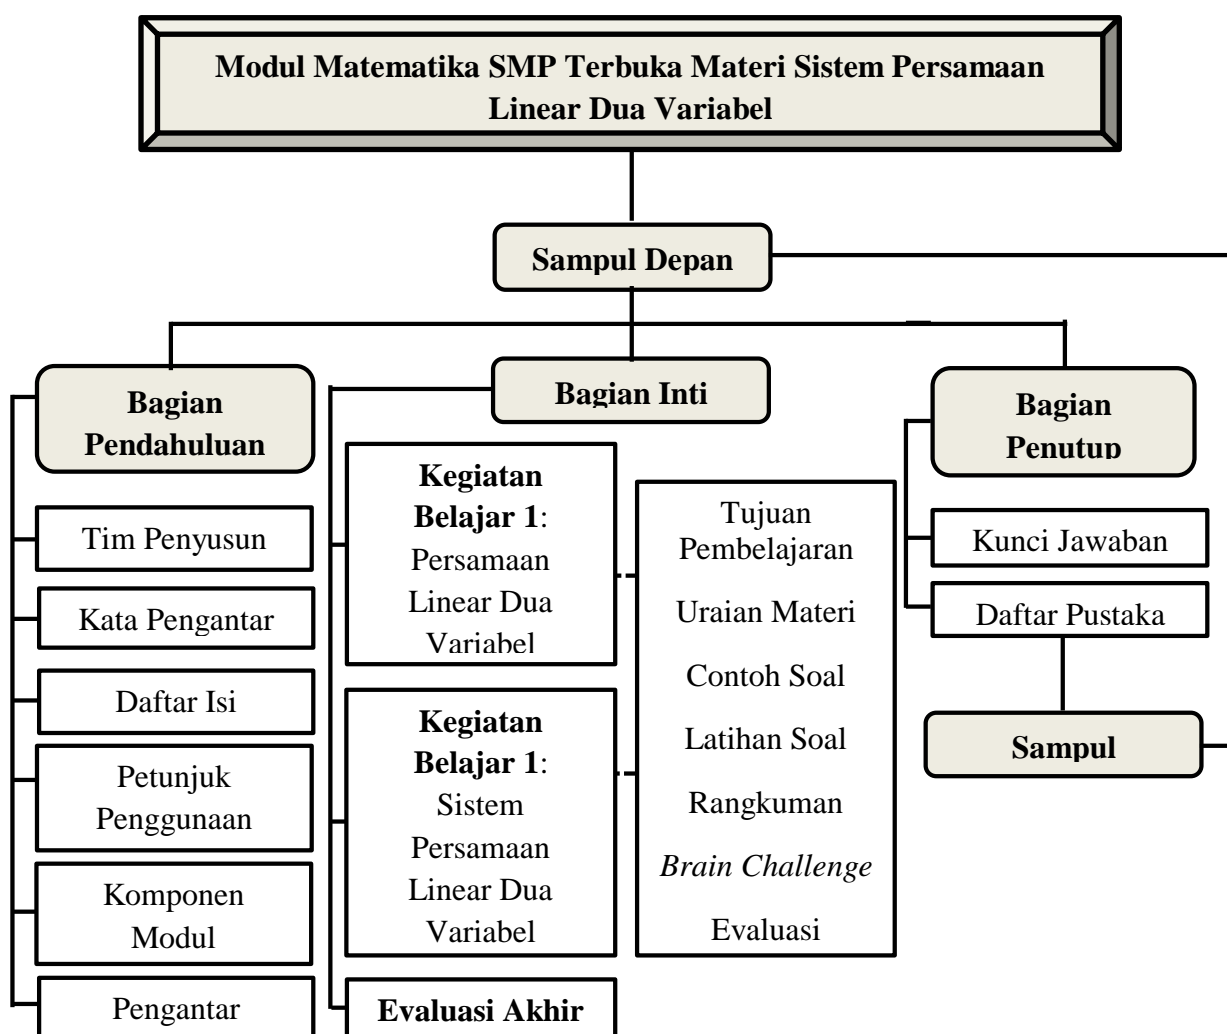 Modul Matematika SMP Terbuka Materi Sistem Persamaan
Linear Dua Variabel
Sampul Depan
Bagian
Pendahuluan
Tim Penyusun
Kata Pengantar
Daftar Isi
Petunjuk
Penggunaan
Komponen
Modul
Pengantar
Bagian Inti
Kegiatan
Belajar 1:
Persamaan
Linear Dua
Variabel
Kegiatan
Belajar 1:
Sistem
Persamaan
Linear Dua
Variabel
Evaluasi Akhir
Tujuan
Pembelajaran
Uraian Materi
Contoh Soal
Latihan Soal
Rangkuman
Brain Challenge
Evaluasi
Bagian
Penutup
Kunci Jawaban
Daftar Pustaka
Sampul